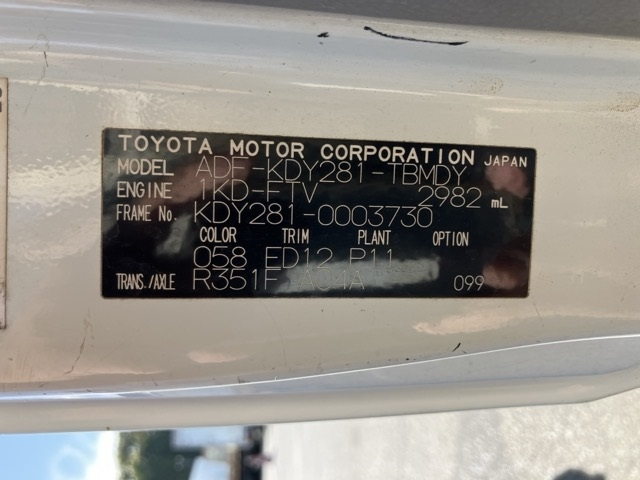 TOYOTA MOTOR CORPORATION JAPAN
MODEL ADF-KDY281-TBMDY
ENGINE 1KD-FTV 2982 mL
FRAME No. KDY281-0003730
COLOR TRIM PLANT OPTION
058 ED12 P11
TRANS./AXLE R351F A04A 099